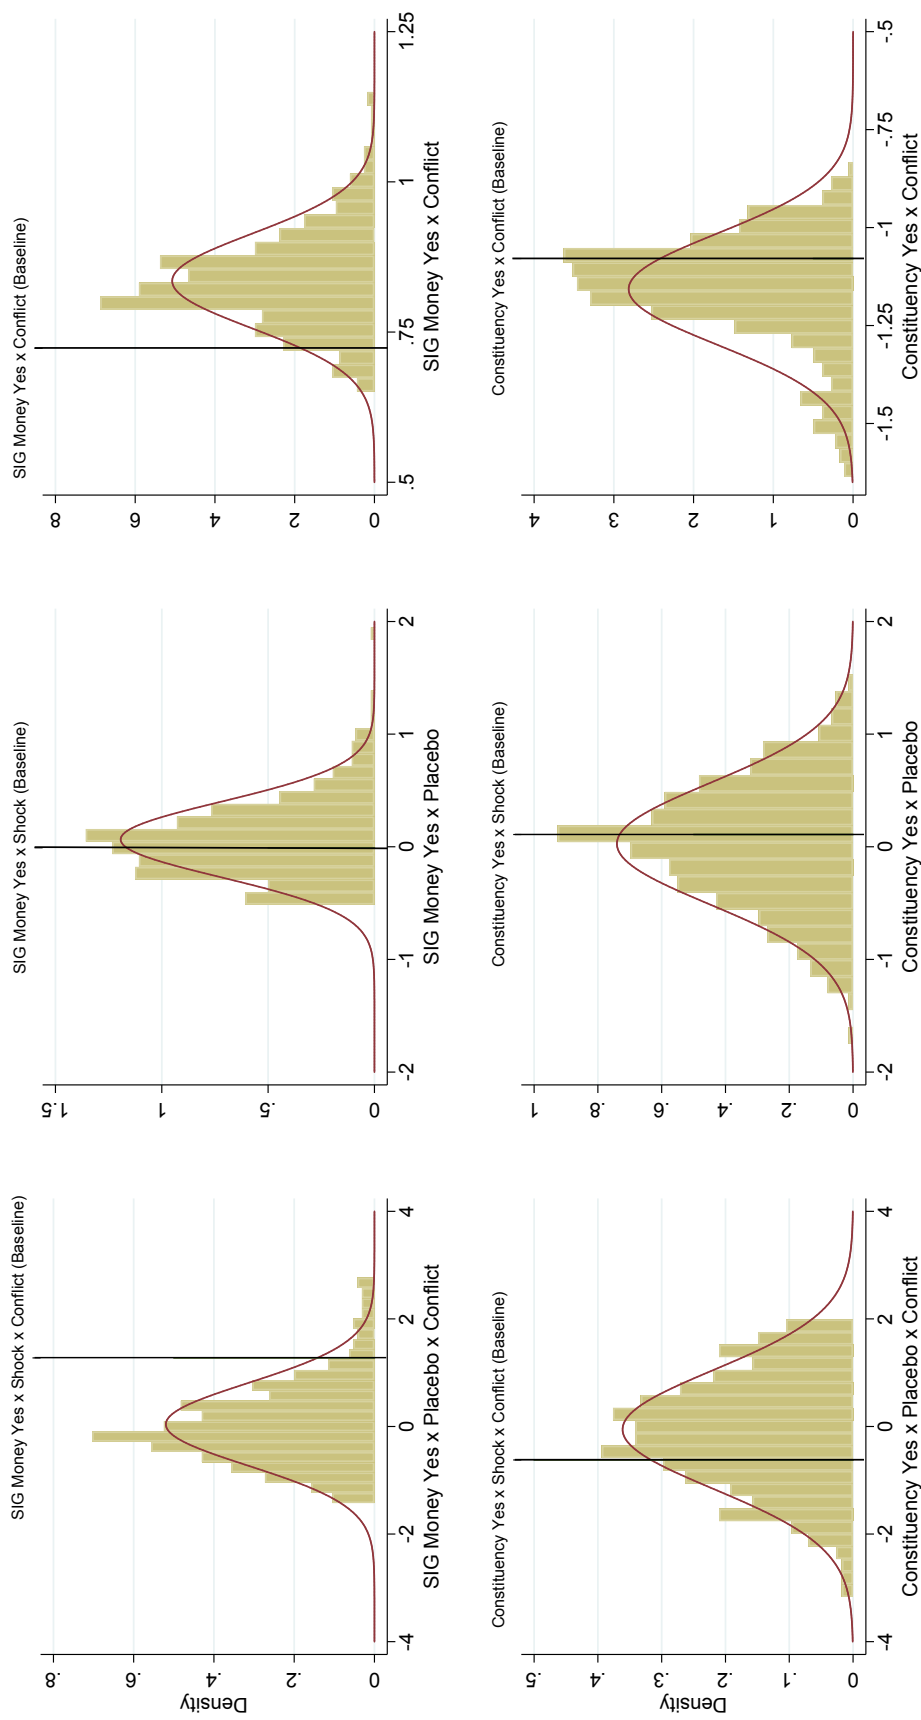 SIG Money Yes x Shock x Conflict (Baseline)
Density
.8
.6
.4
.2
0
-4 -2 0 2 4
SIG Money Yes x Placebo x Conflict
SIG Money Yes x Shock (Baseline)
1.5
1
.5
0
-2 -1 0 1 2
SIG Money Yes x Placebo
SIG Money Yes x Conflict (Baseline)
8
6
4
2
0
.5 .75 1 1.25
SIG Money Yes x Conflict
Constituency Yes x Shock x Conflict (Baseline)
.5
.4
.3
.2
.1
0
-4 -2 0 2 4
Constituency Yes x Placebo x Conflict
Constituency Yes x Shock (Baseline)
1
.8
.6
.4
.2
0
-2 -1 0 1 2
Constituency Yes x Placebo
Constituency Yes x Conflict (Baseline)
4
3
2
1
0
-1.5 -1.25 -1 -.75 -.5
Constituency Yes x Conflict